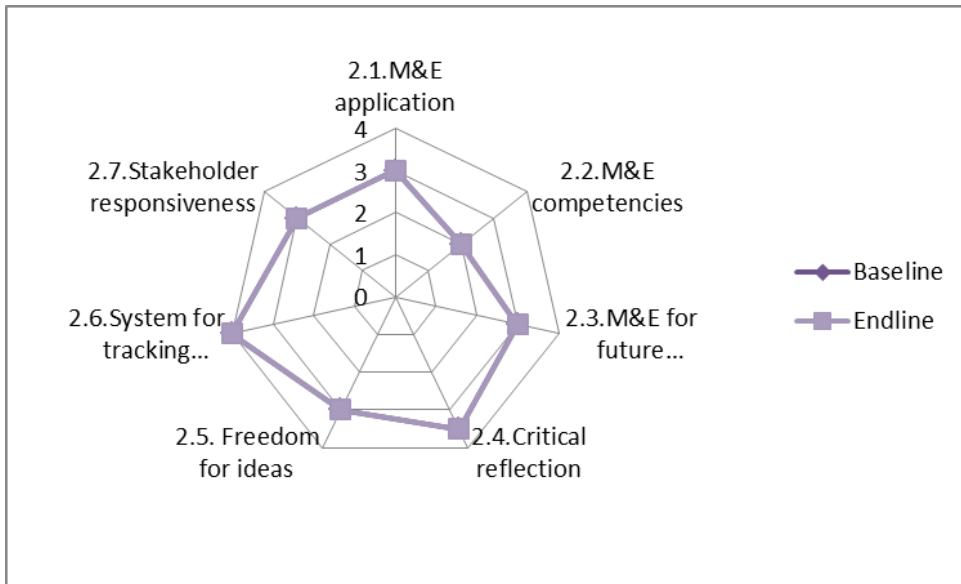 2.1.M&E
application
4
3
2
1
0
2.2.M&E
competencies
2.3.M&E for
future...
2.4.Critical
reflection
2.5. Freedom
for ideas
2.6.System for
tracking...
2.7.Stakeholder
responsiveness
Baseline
Endline